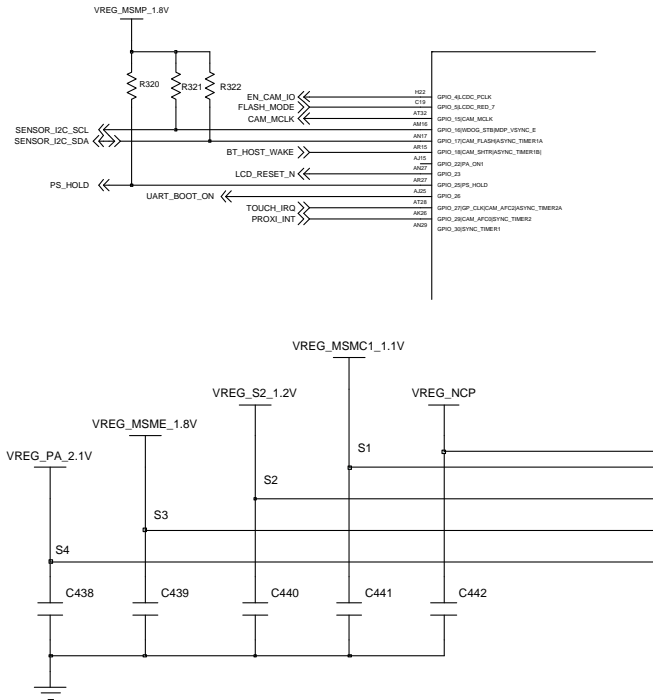 VREG_MSMP_1.8V
R320
R321
R322
EN_CAM_IO
H22
GPIO_4|LCDC_PCLK
FLASH_MODE
C19
GPIO_5|LCDC_RED_7
CAM_MCLK
AT32
GPIO_15|CAM_MCLK
SENSOR_I2C_SCL
AM16
GPIO_16|WDOG_STB|MDP_VSYNC_E
SENSOR_I2C_SDA
AN17
GPIO_17|CAM_FLASH|ASYNC_TIMER1A
BT_HOST_WAKE
AR15
GPIO_18|CAM_SHTR|ASYNC_TIMER1B|
AJ15
GPIO_22|PA_ON1
LCD_RESET_N
AN27
GPIO_23
PS_HOLD
AR27
GPIO_25|PS_HOLD
UART_BOOT_ON
AJ25
GPIO_26
TOUCH_IRQ
AT28
GPIO_27|GP_CLK|CAM_AFC2|ASYNC_TIMER2A
PROXI_INT
AK26
GPIO_29|CAM_AFC0|SYNC_TIMER2
AN29
GPIO_30|SYNC_TIMER1
VREG_MSMC1_1.1V
VREG_S2_1.2V
VREG_NCP
VREG_MSME_1.8V
VREG_PA_2.1V
S1
S2
S3
S4
C438
C439
C440
C441
C442